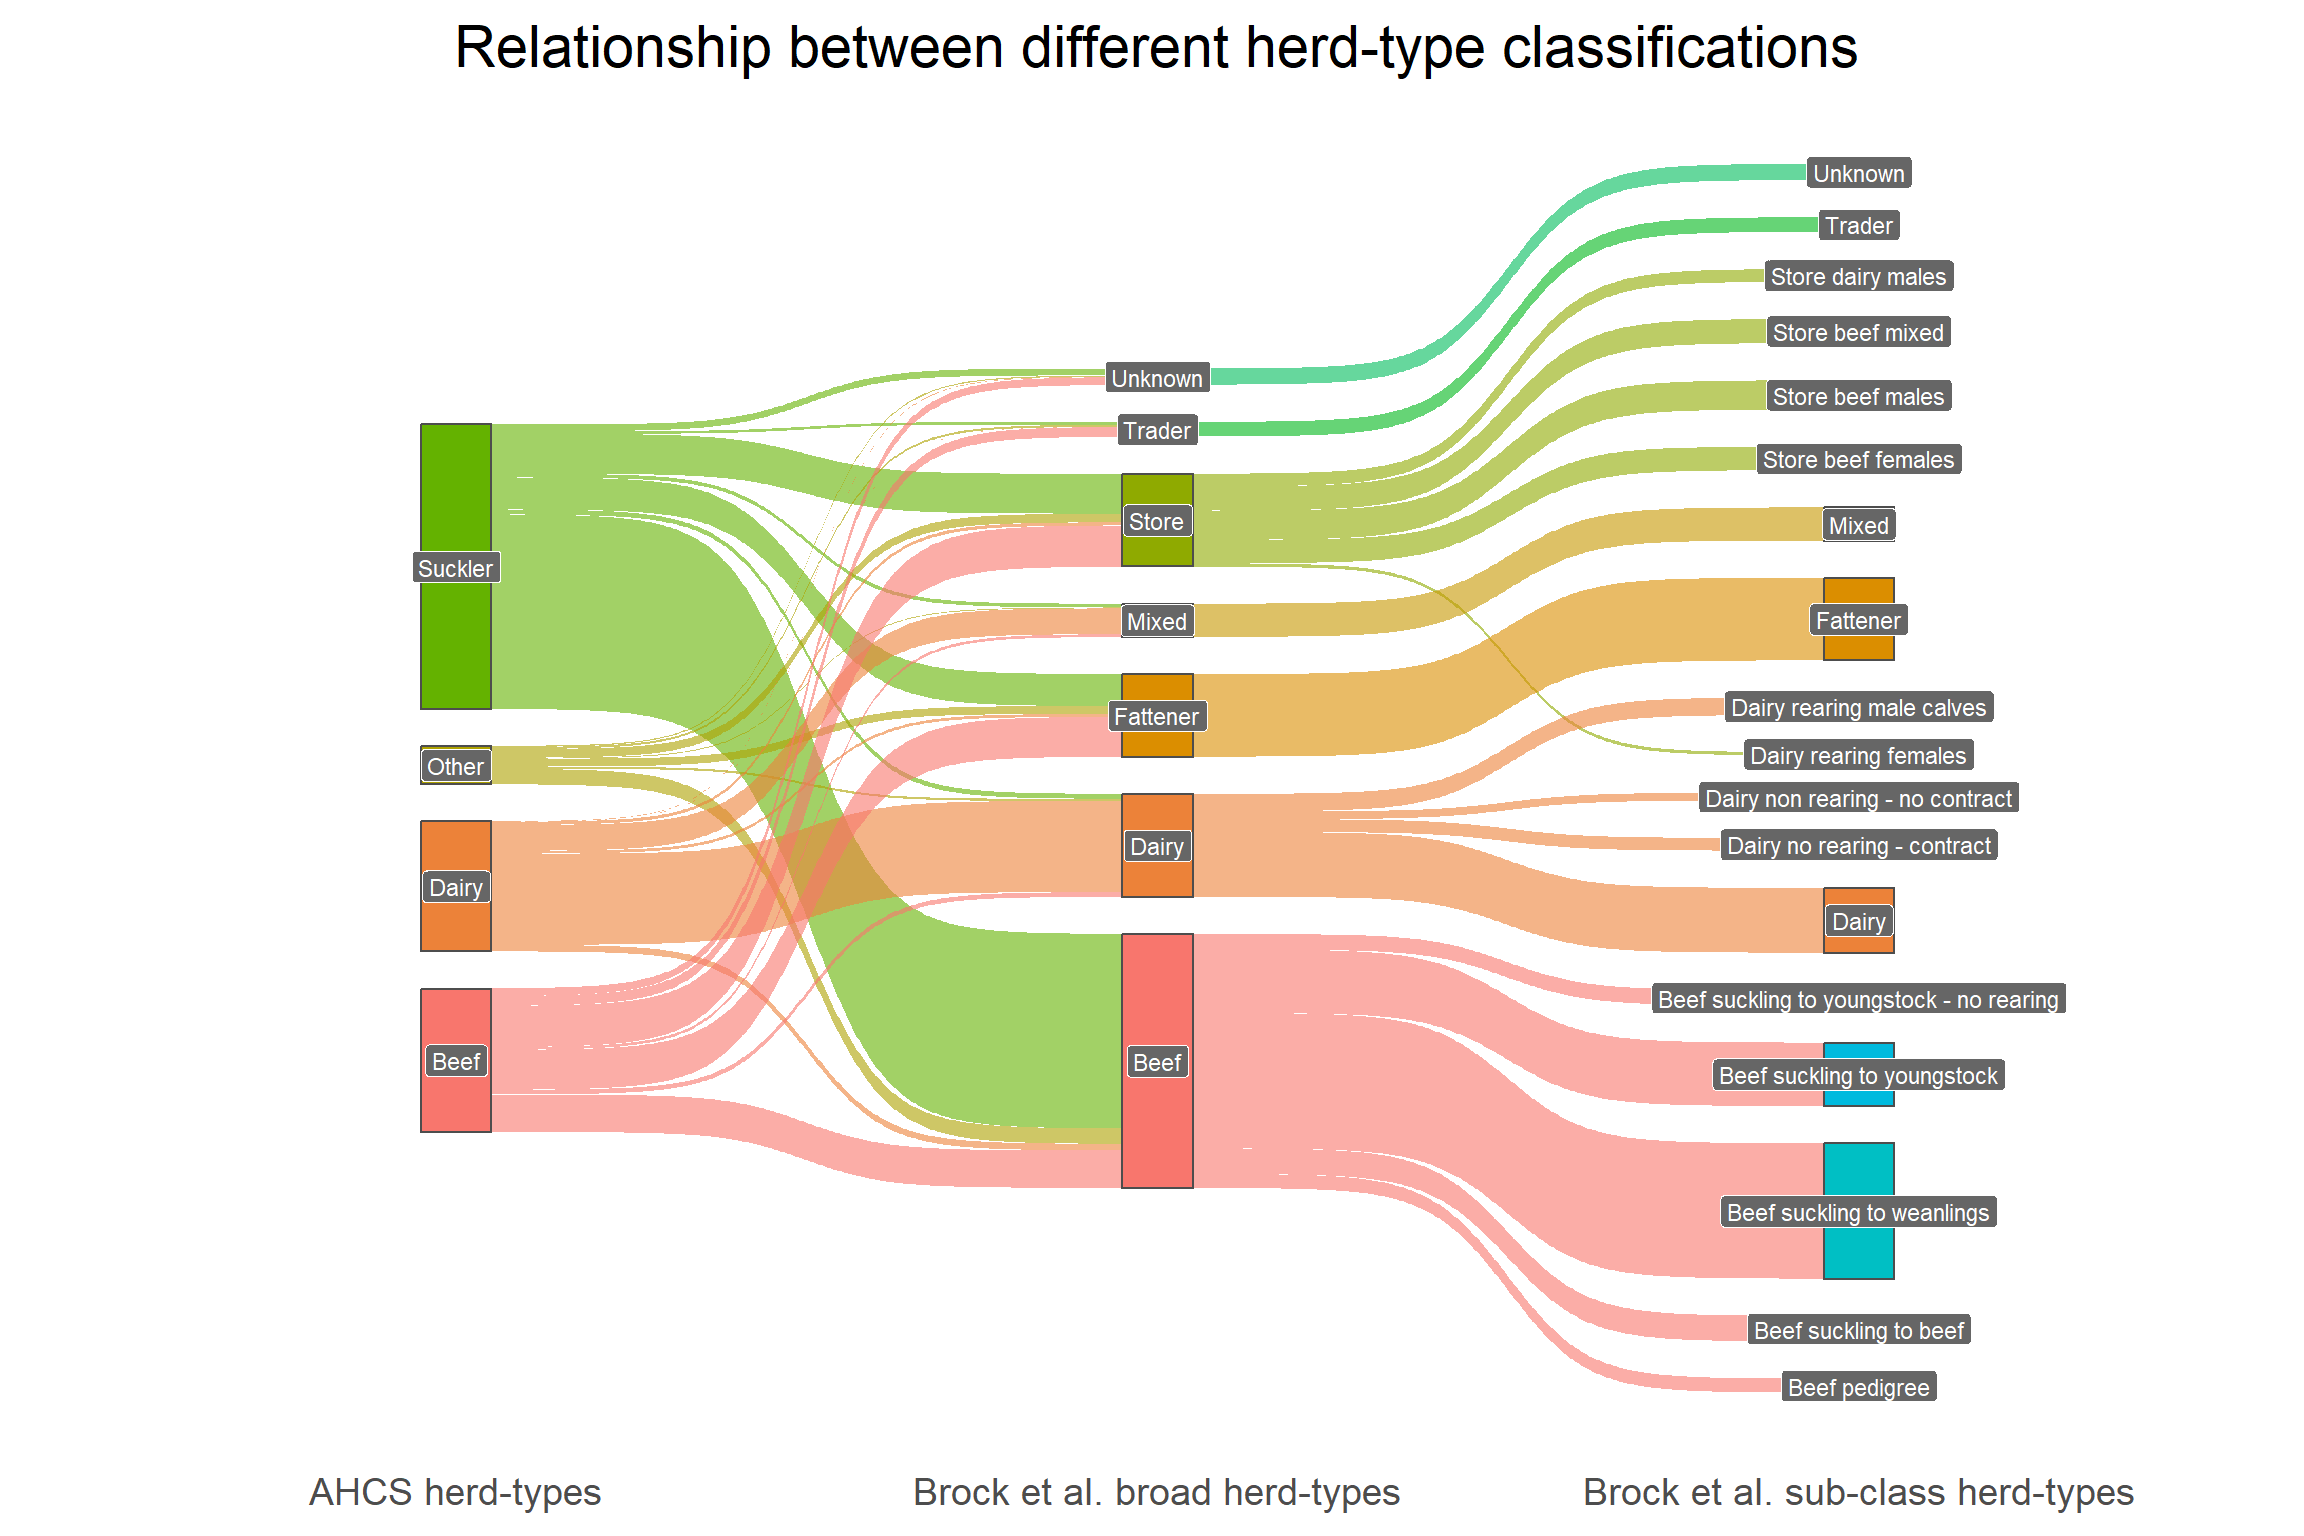 Relationship between different herd-type classifications
Suckler
Other
Dairy
Beef
Unknown
Trader
Store
Mixed
Fattener
Dairy
Beef
Unknown
Trader
Store dairy males
Store beef mixed
Store beef males
Store beef females
Mixed
Fattener
Dairy rearing male calves
Dairy rearing females
Dairy non rearing - no contract
Dairy no rearing - contract
Dairy
Beef suckling to youngstock - no rearing
Beef suckling to youngstock
Beef suckling to weanlings
Beef suckling to beef
Beef pedigree
AHCS herd-types
Brock et al. broad herd-types
Brock et al. sub-class herd-types